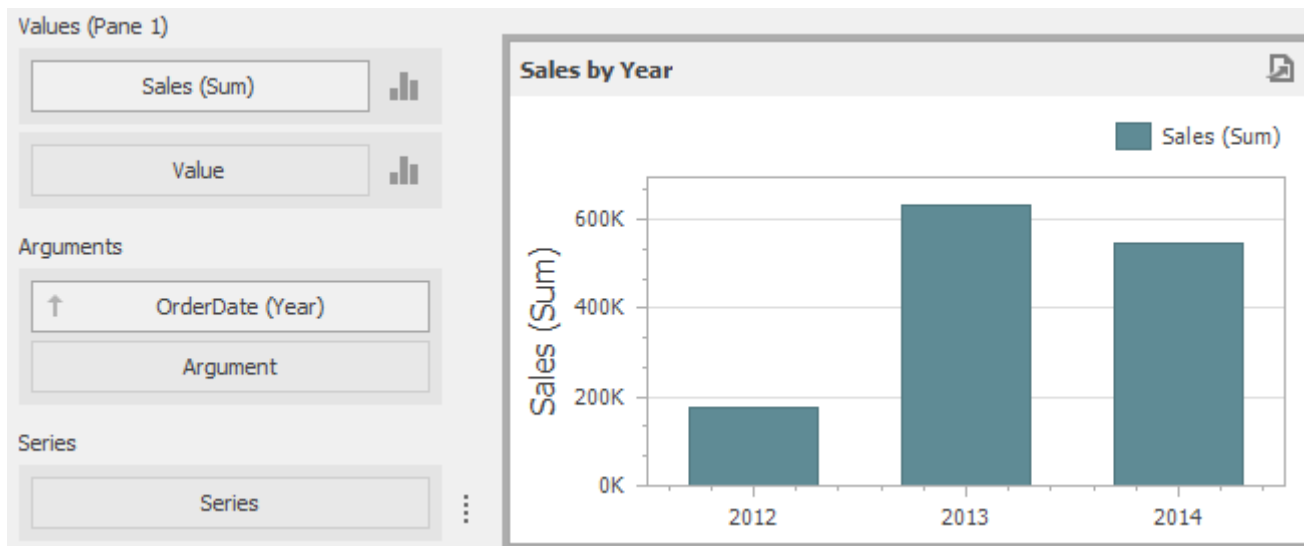 Values (Pane 1)
Sales (Sum)
Value
Arguments
OrderDate (Year)
Argument
Series
Series
Sales by Year
Sales (Sum)
Sales (Sum)
600K
400K
200K
0K
2012 2013 2014